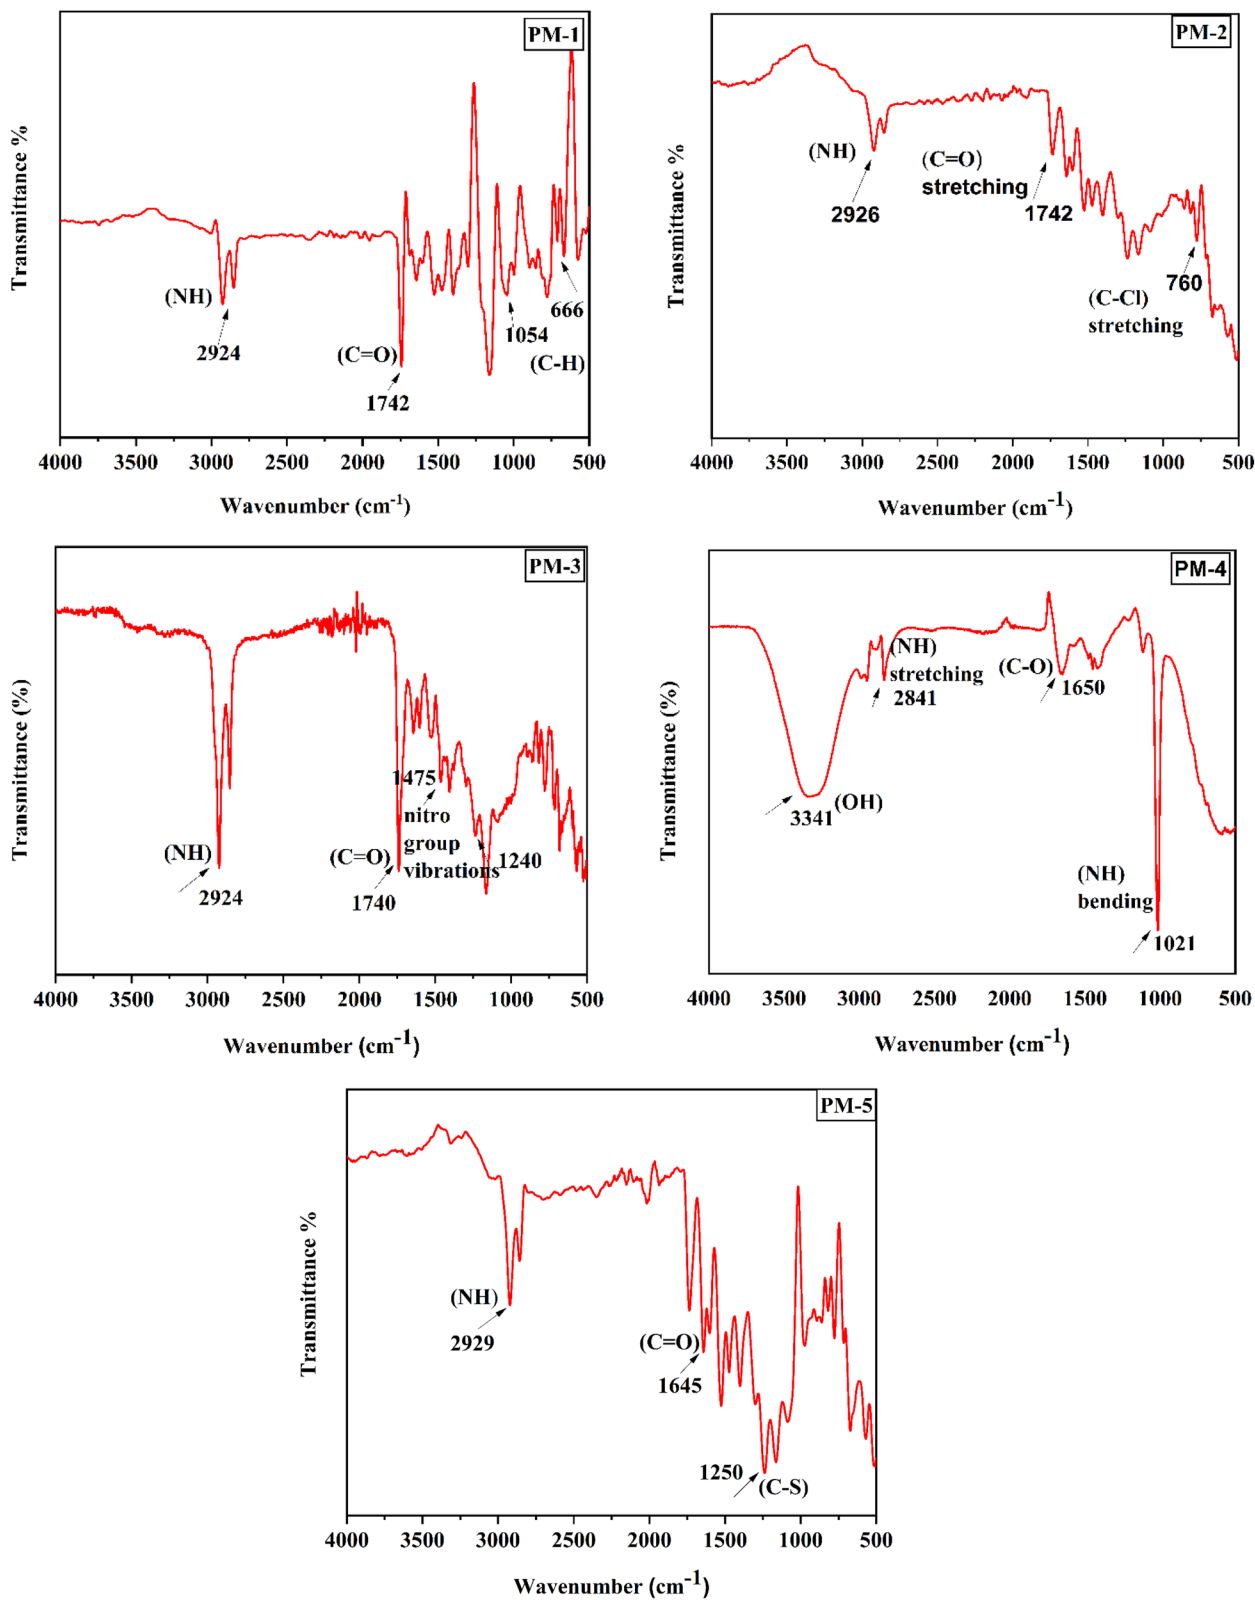 PM-1
Transmittance %
(NH)
2924
(C=O)
1742
1054
666
(C-H)
4000 3000 2000 1500 1000 500
Wavenumber (cm-1)
PM-2
Transmittance %
(NH)
2926
(C=O)
stretching
1742
760
(C-Cl)
stretching
4000 3000 2500 2000 1500 1000 500
Wavenumber (cm-1)
PM-3
Transmittance (%)
(NH)
2924
(C=O)
1740
1475
nitro
group
vibrations
1240
4000 3500 3000 2500 2000 1500 1000 500
Wavenumber (cm-1)
PM-4
Transmittance (%)
3341
(OH)
(NH)
stretching
2841
(C-O)
1650
(NH)
bending
1021
4000 3500 3000 2500 2000 1500 1000 500
Wavenumber (cm-1)
PM-5
Transmittance %
(NH)
2929
(C=O)
1645
1250
(C-S)
4000 3000 2000 1500 1000 500
Wavenumber (cm-1)